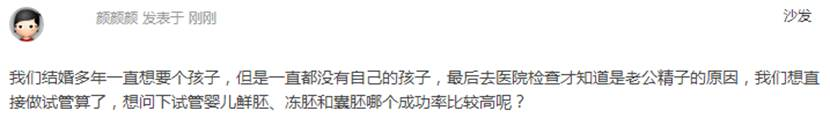 颜颜颜 发表于 刚刚 沙发
我们结婚多年一直想要个孩子，但是一直都没有自己的孩子，最后去医院检查才知道是老公精子的原因，我们想直
接做试管算了，想问下试管婴儿鲜胚、冻胚和囊胚哪个成功率比较高呢？